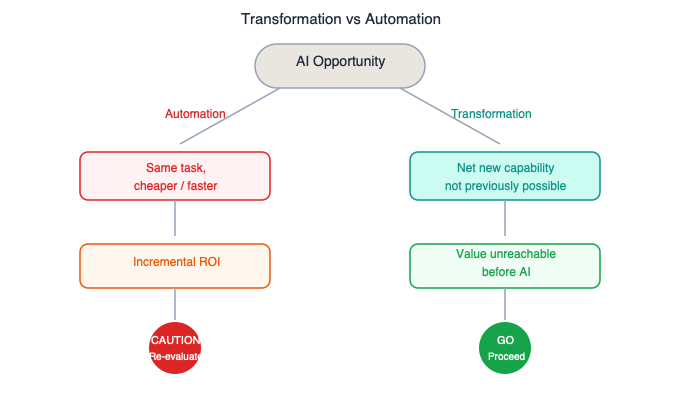 Transformation vs Automation
AI Opportunity
Automation
Transformation
Same task,
cheaper / faster
Net new capability
not previously possible
Incremental ROI
Value unreachable
before AI
CAUTION
Re-evaluate
GO
Proceed